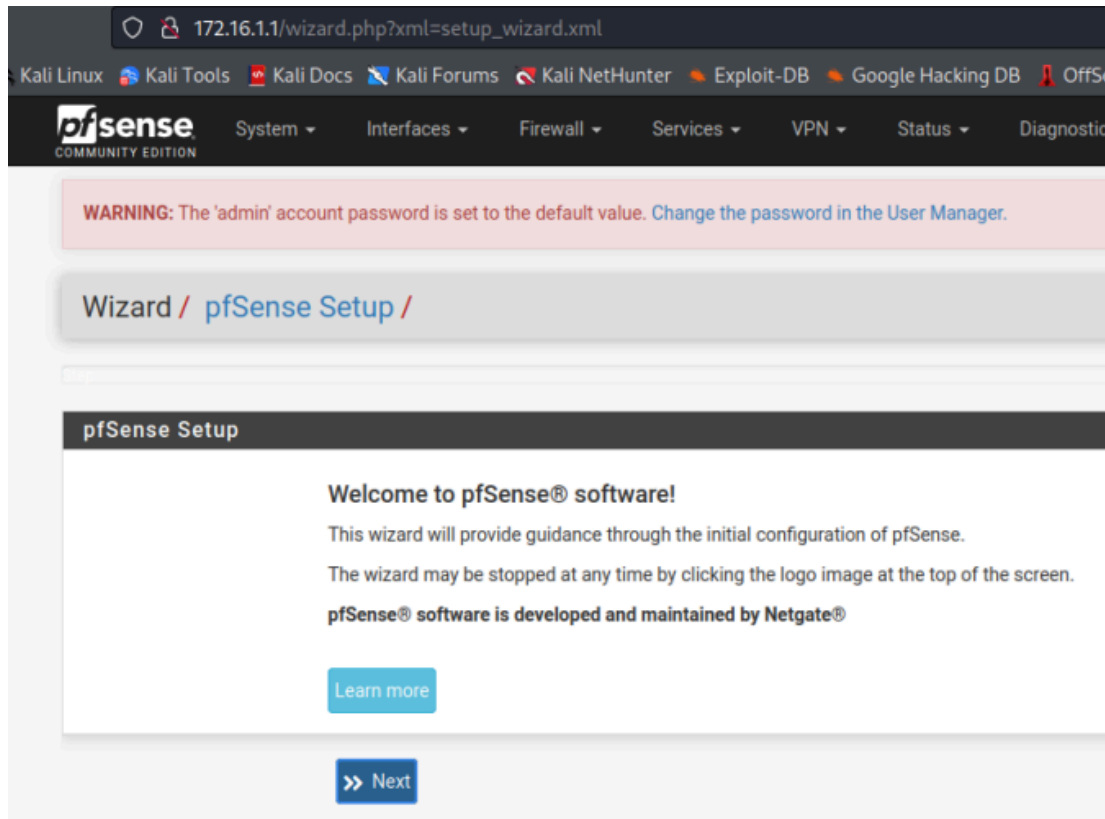 172.16.1.1/wizard.php?xml=setup_wizard.xml
Kali Linux Kali Tools Kali Docs Kali Forums Kali NetHunter Exploit-DB Google Hacking DB OffSe
pfsense System Interfaces Firewall Services VPN Status Diagnostic
COMMUNITY EDITION
WARNING: The 'admin' account password is set to the default value. Change the password in the User Manager.
Wizard / pfSense Setup /
pfSense Setup
Welcome to pfSense® software!
This wizard will provide guidance through the initial configuration of pfSense.
The wizard may be stopped at any time by clicking the logo image at the top of the screen.
pfSense® software is developed and maintained by Netgate®
Learn more
Next